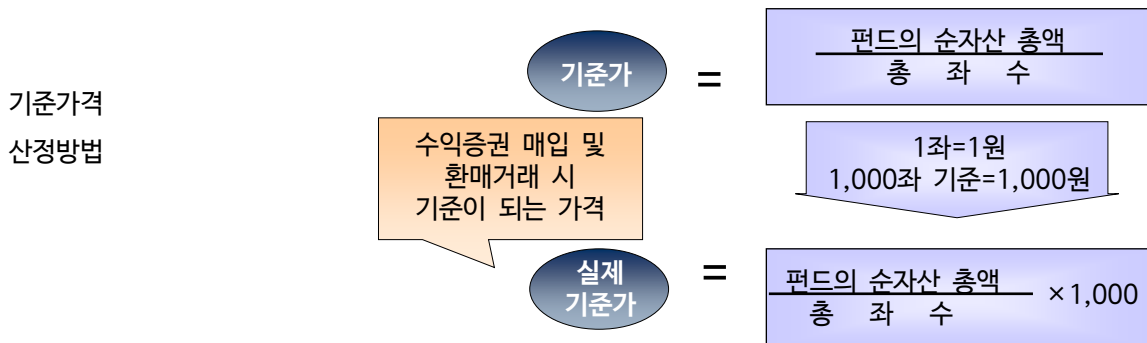 기준가격
산정방법
기준가
=
펀드의 순자산 총액
총 좌 수
수익증권 매입 및
환매거래 시
기준이 되는 가격
1좌=1원
1,000좌 기준=1,000원
실제
기준가
=
펀드의 순자산 총액
총 좌 수
×1,000